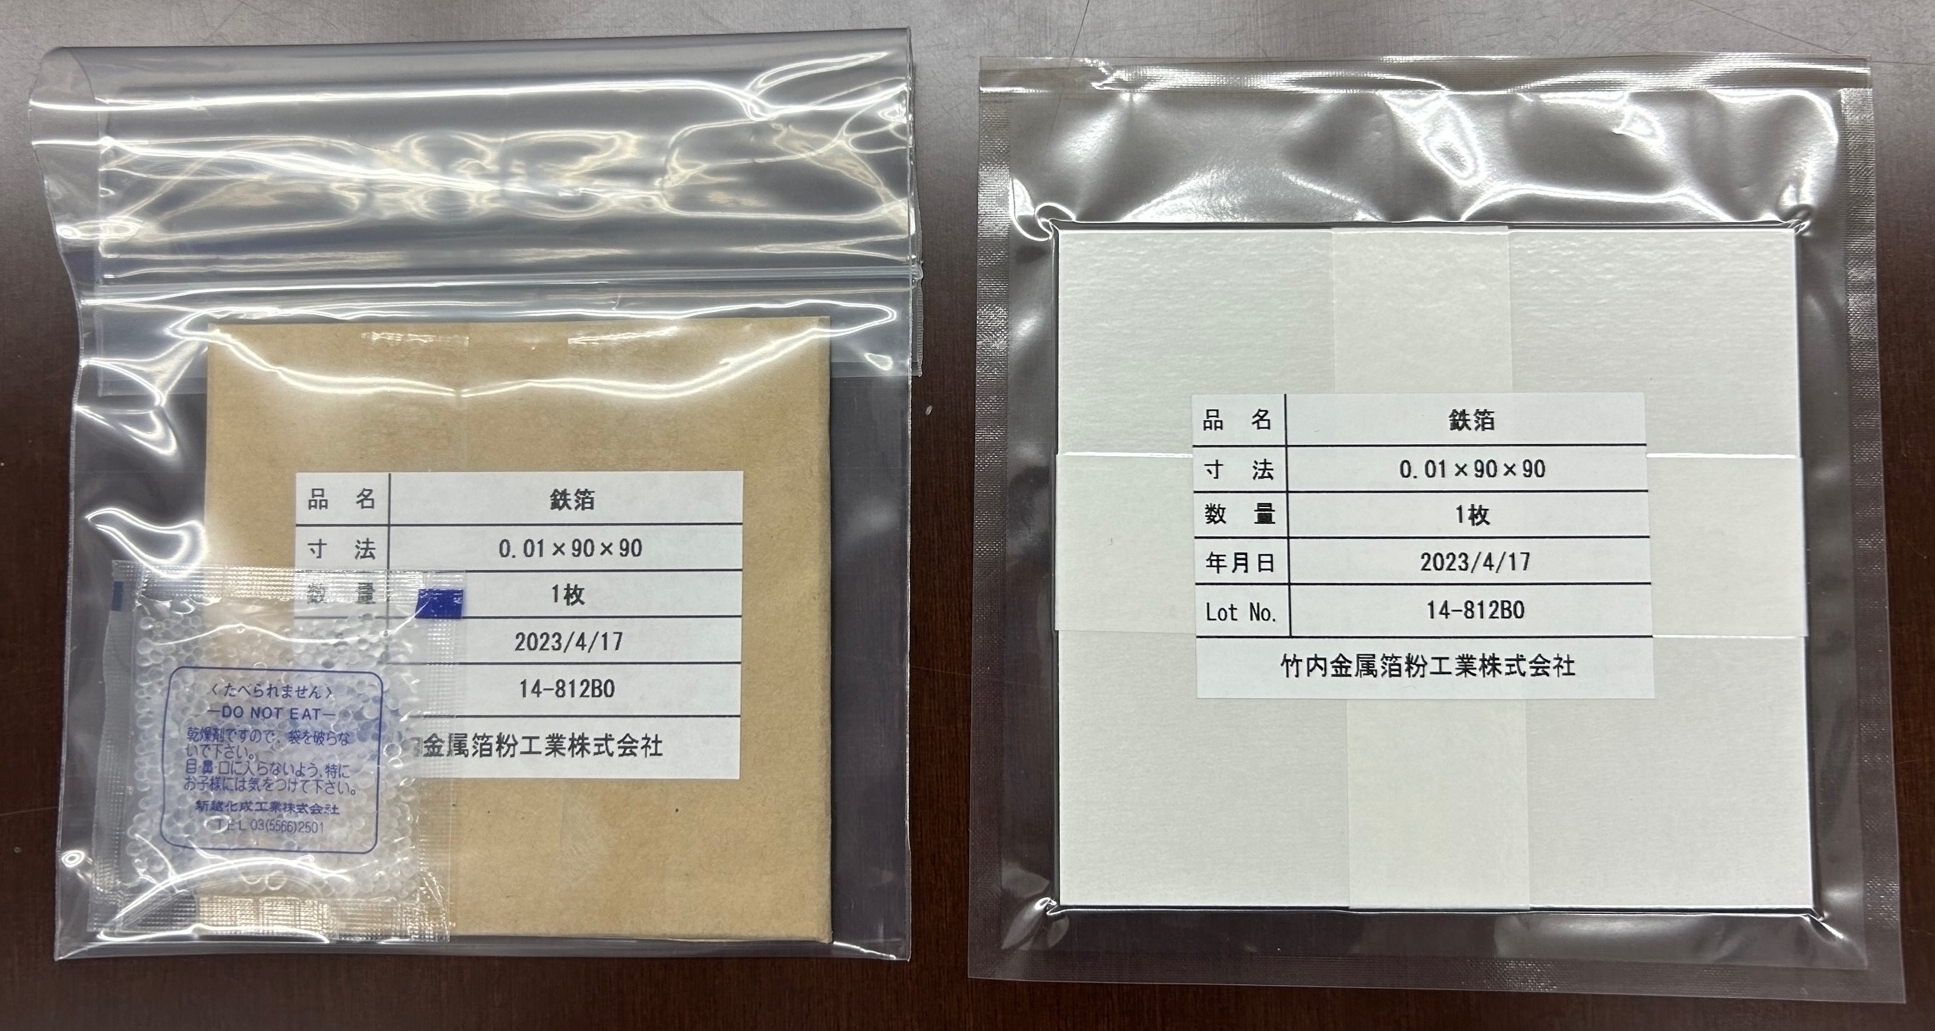 品 名 鉄箔
寸 法 0.01×90×90
数 量 1枚
2023/4/17
14-812B0
金属箔粉工業株式会社
<たべられません>
—DO NOT EAT—
乾燥剤ですので、袋を破らな
いで下さい。
目・鼻・口に入らないよう、特に
お子様には気をつけて下さい。
新越化成工業株式会社
TEL 03(5566)2501
品 名 鉄箔
寸 法 0.01×90×90
数 量 1枚
年月日 2023/4/17
Lot No. 14-812B0
竹内金属箔粉工業株式会社